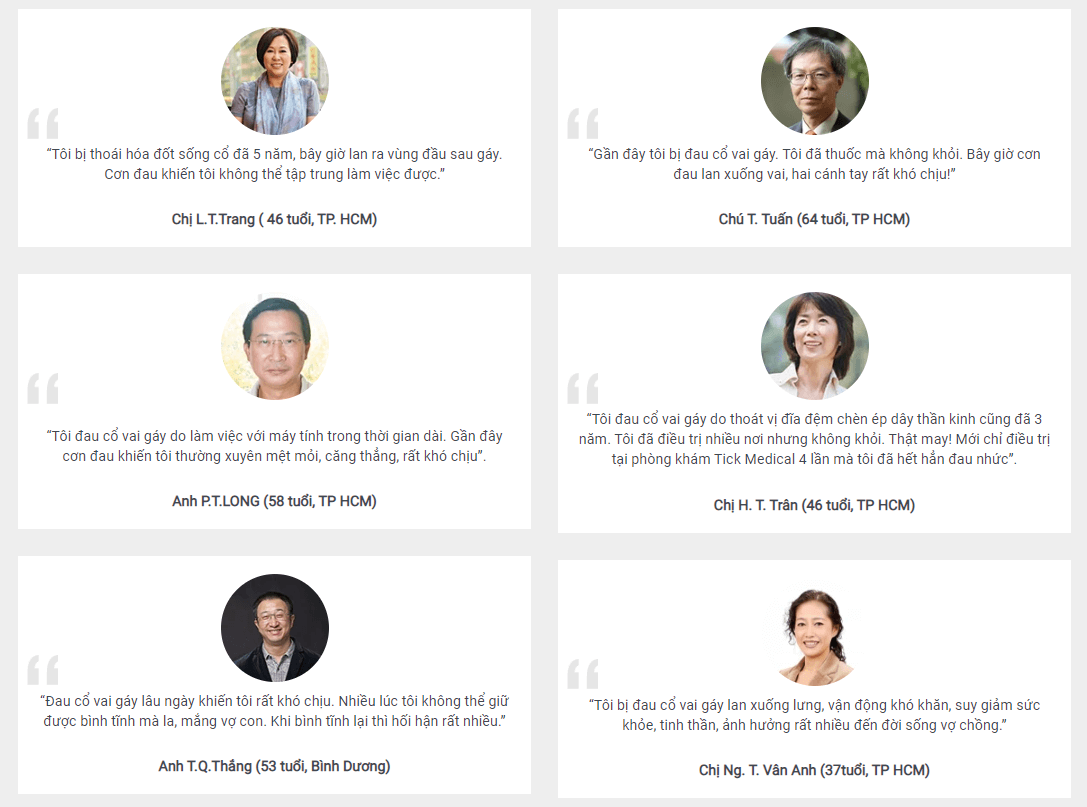 “Tôi bị thoái hóa đốt sống cổ đã 5 năm, bây giờ lan ra vùng đầu sau gáy.
Cơn đau khiến tôi không thể tập trung làm việc được.”
Chị L.T.Trang ( 46 tuổi, TP. HCM)
“Gần đây tôi bị đau cổ vai gáy. Tôi đã thuốc mà không khỏi. Bây giờ cơn
đau lan xuống vai, hai cánh tay rất khó chịu!”
Chú T. Tuấn (64 tuổi, TP HCM)
“Tôi đau cổ vai gáy do làm việc với máy tính trong thời gian dài. Gần đây
cơn đau khiến tôi thường xuyên mệt mỏi, căng thẳng, rất khó chịu”.
Anh P.T.LONG (58 tuổi, TP HCM)
“Tôi đau cổ vai gáy do thoát vị đĩa đệm chèn ép dây thần kinh cũng đã 3
năm. Tôi đã điều trị nhiều nơi nhưng không khỏi. Thật may! Mới chỉ điều trị
tại phòng khám Tick Medical 4 lần mà tôi đã hết hẳn đau nhức”.
Chị H. T. Trân (46 tuổi, TP HCM)
“Đau cổ vai gáy lâu ngày khiến tôi rất khó chịu. Nhiều lúc tôi không thể giữ
được bình tĩnh mà la, mắng vợ con. Khi bình tĩnh lại thì hối hận rất nhiều.”
Anh T.Q.Thắng (53 tuổi, Bình Dương)
“Tôi bị đau cổ vai gáy lan xuống lưng, vận động khó khăn, suy giảm sức
khỏe, tinh thần, ảnh hưởng rất nhiều đến đời sống vợ chồng.”
Chị Ng. T. Vân Anh (37tuổi, TP HCM)